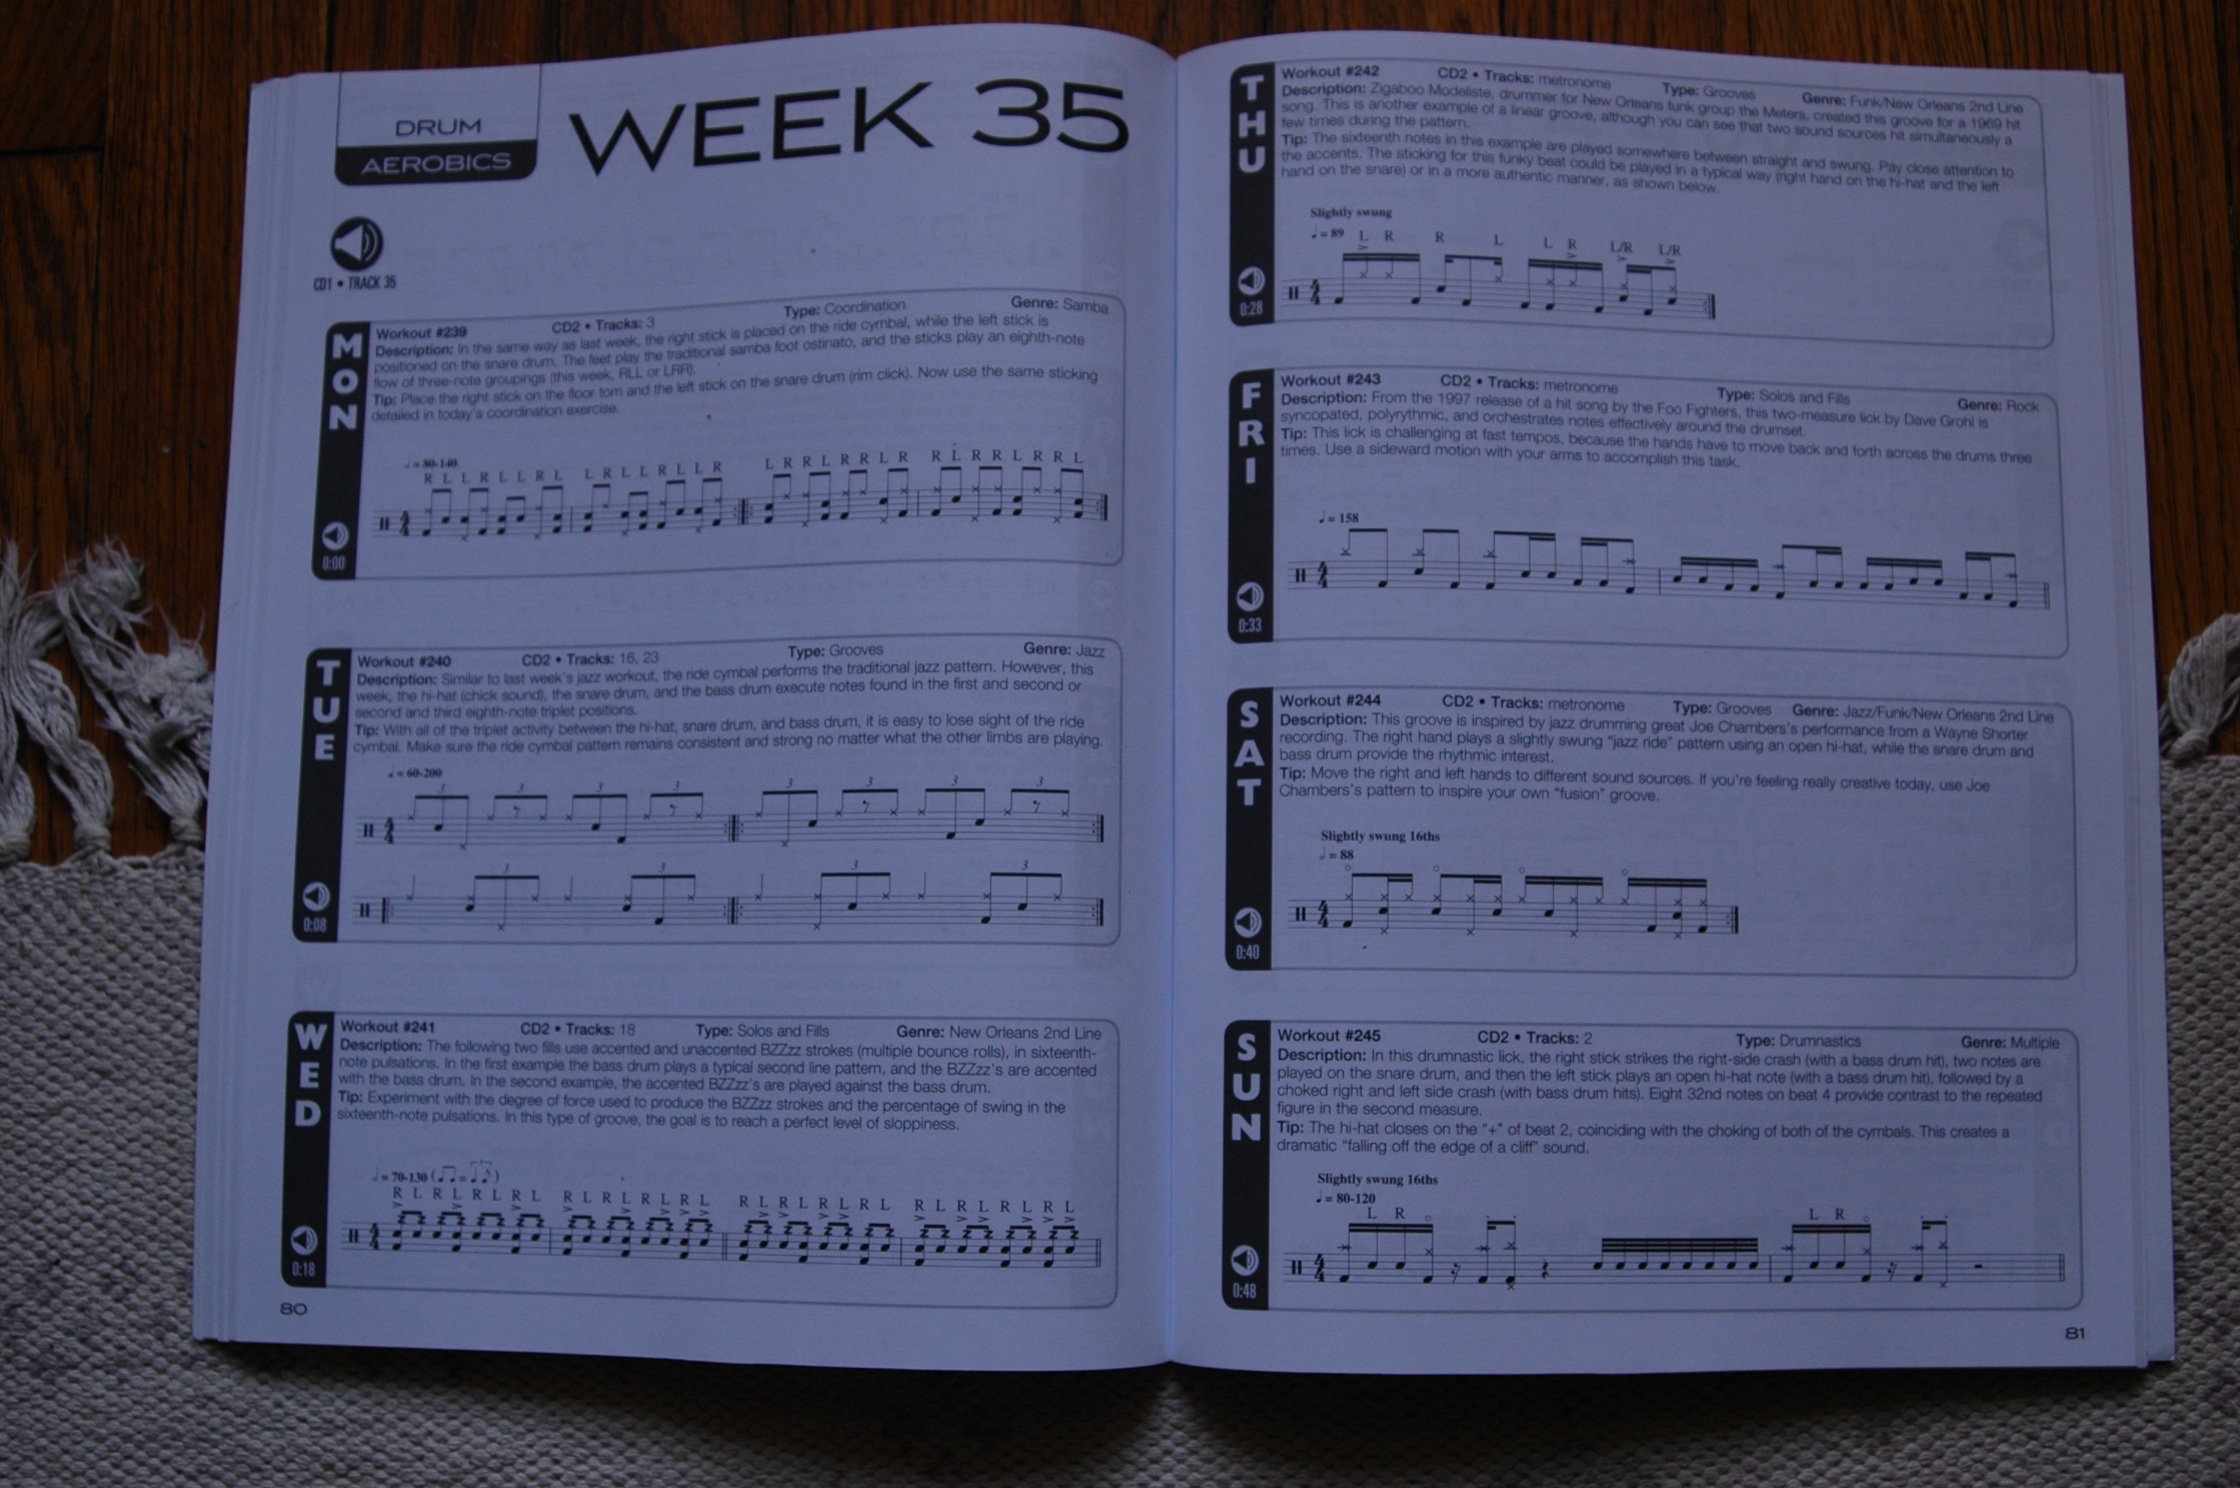 DRUM
AEROBICS
WEEK 35
CD1 • TRACK 35
MON
0:00
Workout #239 CD2 • Tracks: 3 Type: Coordination Genre: Samba
Description: In the same way as last week, the right stick is placed on the ride cymbal, while the left stick is
positioned on the snare drum. The feet play the traditional samba foot ostinato, and the sticks play an eighth-note
flow of three-note groupings (this week, RLL or LRR).
Tip: Place the right stick on the floor tom and the left stick on the snare drum (rim click). Now use the same sticking
detailed in today's coordination exercise.
♩ = 80-140
R L L R L L R L L R L L R L L R L R R L R R L R R L R R L R R L
TUE
0:08
Workout #240 CD2 • Tracks: 16, 23 Type: Grooves Genre: Jazz
Description: Similar to last week's jazz workout, the ride cymbal performs the traditional jazz pattern. However, this
week, the hi-hat (chick sound), the snare drum, and the bass drum execute notes found in the first and second or
second and third eighth-note triplet positions.
Tip: With all of the triplet activity between the hi-hat, snare drum, and bass drum, it is easy to lose sight of the ride
cymbal. Make sure the ride cymbal pattern remains consistent and strong no matter what the other limbs are playing.
♩ = 60-200
3 3 3 3 3 3 3 3
3 3 3 3
WED
0:18
Workout #241 CD2 • Tracks: 18 Type: Solos and Fills Genre: New Orleans 2nd Line
Description: The following two fills use accented and unaccented BZZzz strokes (multiple bounce rolls), in sixteenth-
note pulsations. In the first example the bass drum plays a typical second line pattern, and the BZZzz's are accented
with the bass drum. In the second example, the accented BZZzz's are played against the bass drum.
Tip: Experiment with the degree of force used to produce the BZZzz strokes and the percentage of swing in the
sixteenth-note pulsations. In this type of groove, the goal is to reach a perfect level of sloppiness.
♩ = 70-130
R L R L R L R L R L R L R L R L R L R L R L R L R L R L R L R L
80
THU
0:28
Workout #242 CD2 • Tracks: metronome Type: Grooves Genre: Funk/New Orleans 2nd Line
Description: Zigaboo Modeliste, drummer for New Orleans funk group the Meters, created this groove for a 1969 hit
song. This is another example of a linear groove, although you can see that two sound sources hit simultaneously a
few times during the pattern.
Tip: The sixteenth notes in this example are played somewhere between straight and swung. Pay close attention to
the accents. The sticking for this funky beat could be played in a typical way (right hand on the hi-hat and the left
hand on the snare) or in a more authentic manner, as shown below.
Slightly swung
♩ = 89
L R R L L R L/R L/R
FRI
0:33
Workout #243 CD2 • Tracks: metronome Type: Solos and Fills Genre: Rock
Description: From the 1997 release of a hit song by the Foo Fighters, this two-measure lick by Dave Grohl is
syncopated, polyrythmic, and orchestrates notes effectively around the drumset.
Tip: This lick is challenging at fast tempos, because the hands have to move back and forth across the drums three
times. Use a sideward motion with your arms to accomplish this task.
♩ = 158
SAT
0:40
Workout #244 CD2 • Tracks: metronome Type: Grooves Genre: Jazz/Funk/New Orleans 2nd Line
Description: This groove is inspired by jazz drumming great Joe Chambers's performance from a Wayne Shorter
recording. The right hand plays a slightly swung "jazz ride" pattern using an open hi-hat, while the snare drum and
bass drum provide the rhythmic interest.
Tip: Move the right and left hands to different sound sources. If you're feeling really creative today, use Joe
Chambers's pattern to inspire your own "fusion" groove.
Slightly swung 16ths
♩ = 88
SUN
0:48
Workout #245 CD2 • Tracks: 2 Type: Drumnastics Genre: Multiple
Description: In this drumnastic lick, the right stick strikes the right-side crash (with a bass drum hit), two notes are
played on the snare drum, and then the left stick plays an open hi-hat note (with a bass drum hit), followed by a
choked right and left side crash (with bass drum hits). Eight 32nd notes on beat 4 provide contrast to the repeated
figure in the second measure.
Tip: The hi-hat closes on the "+" of beat 2, coinciding with the choking of both of the cymbals. This creates a
dramatic "falling off the edge of a cliff" sound.
Slightly swung 16ths
♩ = 80-120
L R L R
81